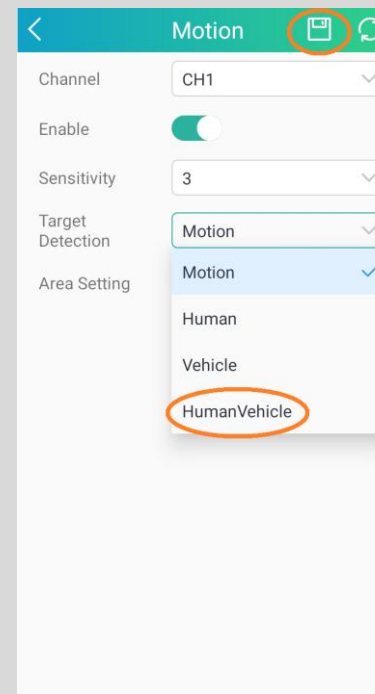 Motion
Channel
CH1
Enable
Sensitivity
3
Target
Detection
Motion
Area Setting
Motion
Human
Vehicle
HumanVehicle